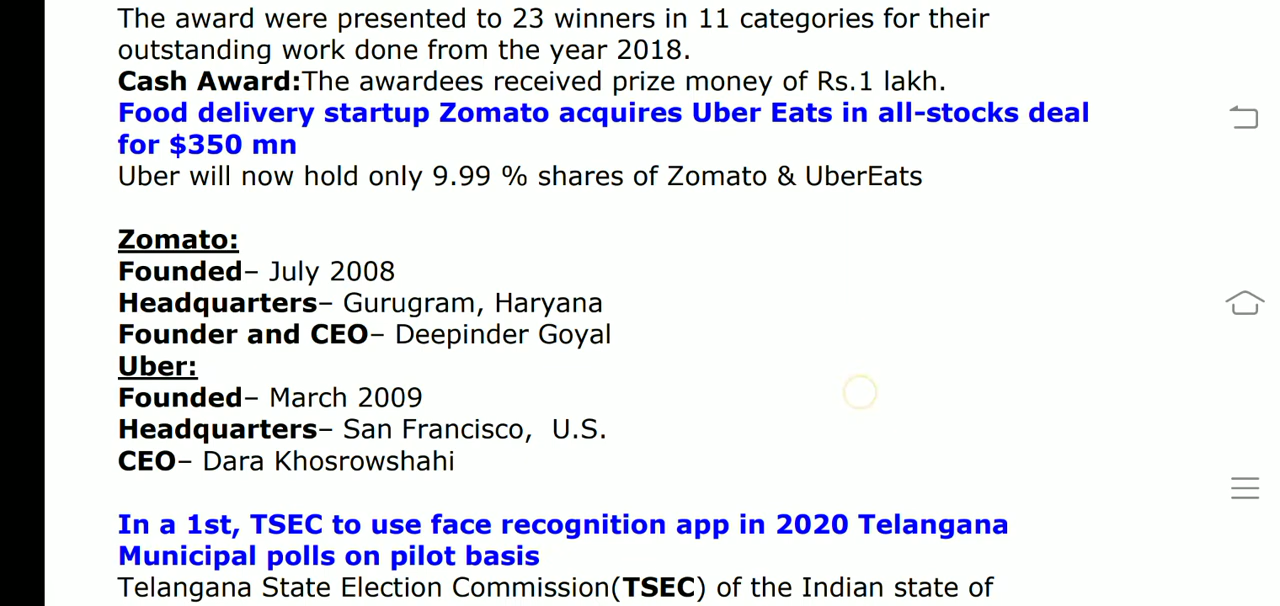 The award were presented to 23 winners in 11 categories for their
outstanding work done from the year 2018.
Cash Award:The awardees received prize money of Rs.1 lakh.
Food delivery startup Zomato acquires Uber Eats in all-stocks deal
for $350 mn
Uber will now hold only 9.99 % shares of Zomato & UberEats
Zomato:
Founded– July 2008
Headquarters– Gurugram, Haryana
Founder and CEO– Deepinder Goyal
Uber:
Founded– March 2009
Headquarters– San Francisco,  U.S.
CEO– Dara Khosrowshahi
In a 1st, TSEC to use face recognition app in 2020 Telangana
Municipal polls on pilot basis
Telangana State Election Commission(TSEC) of the Indian state of